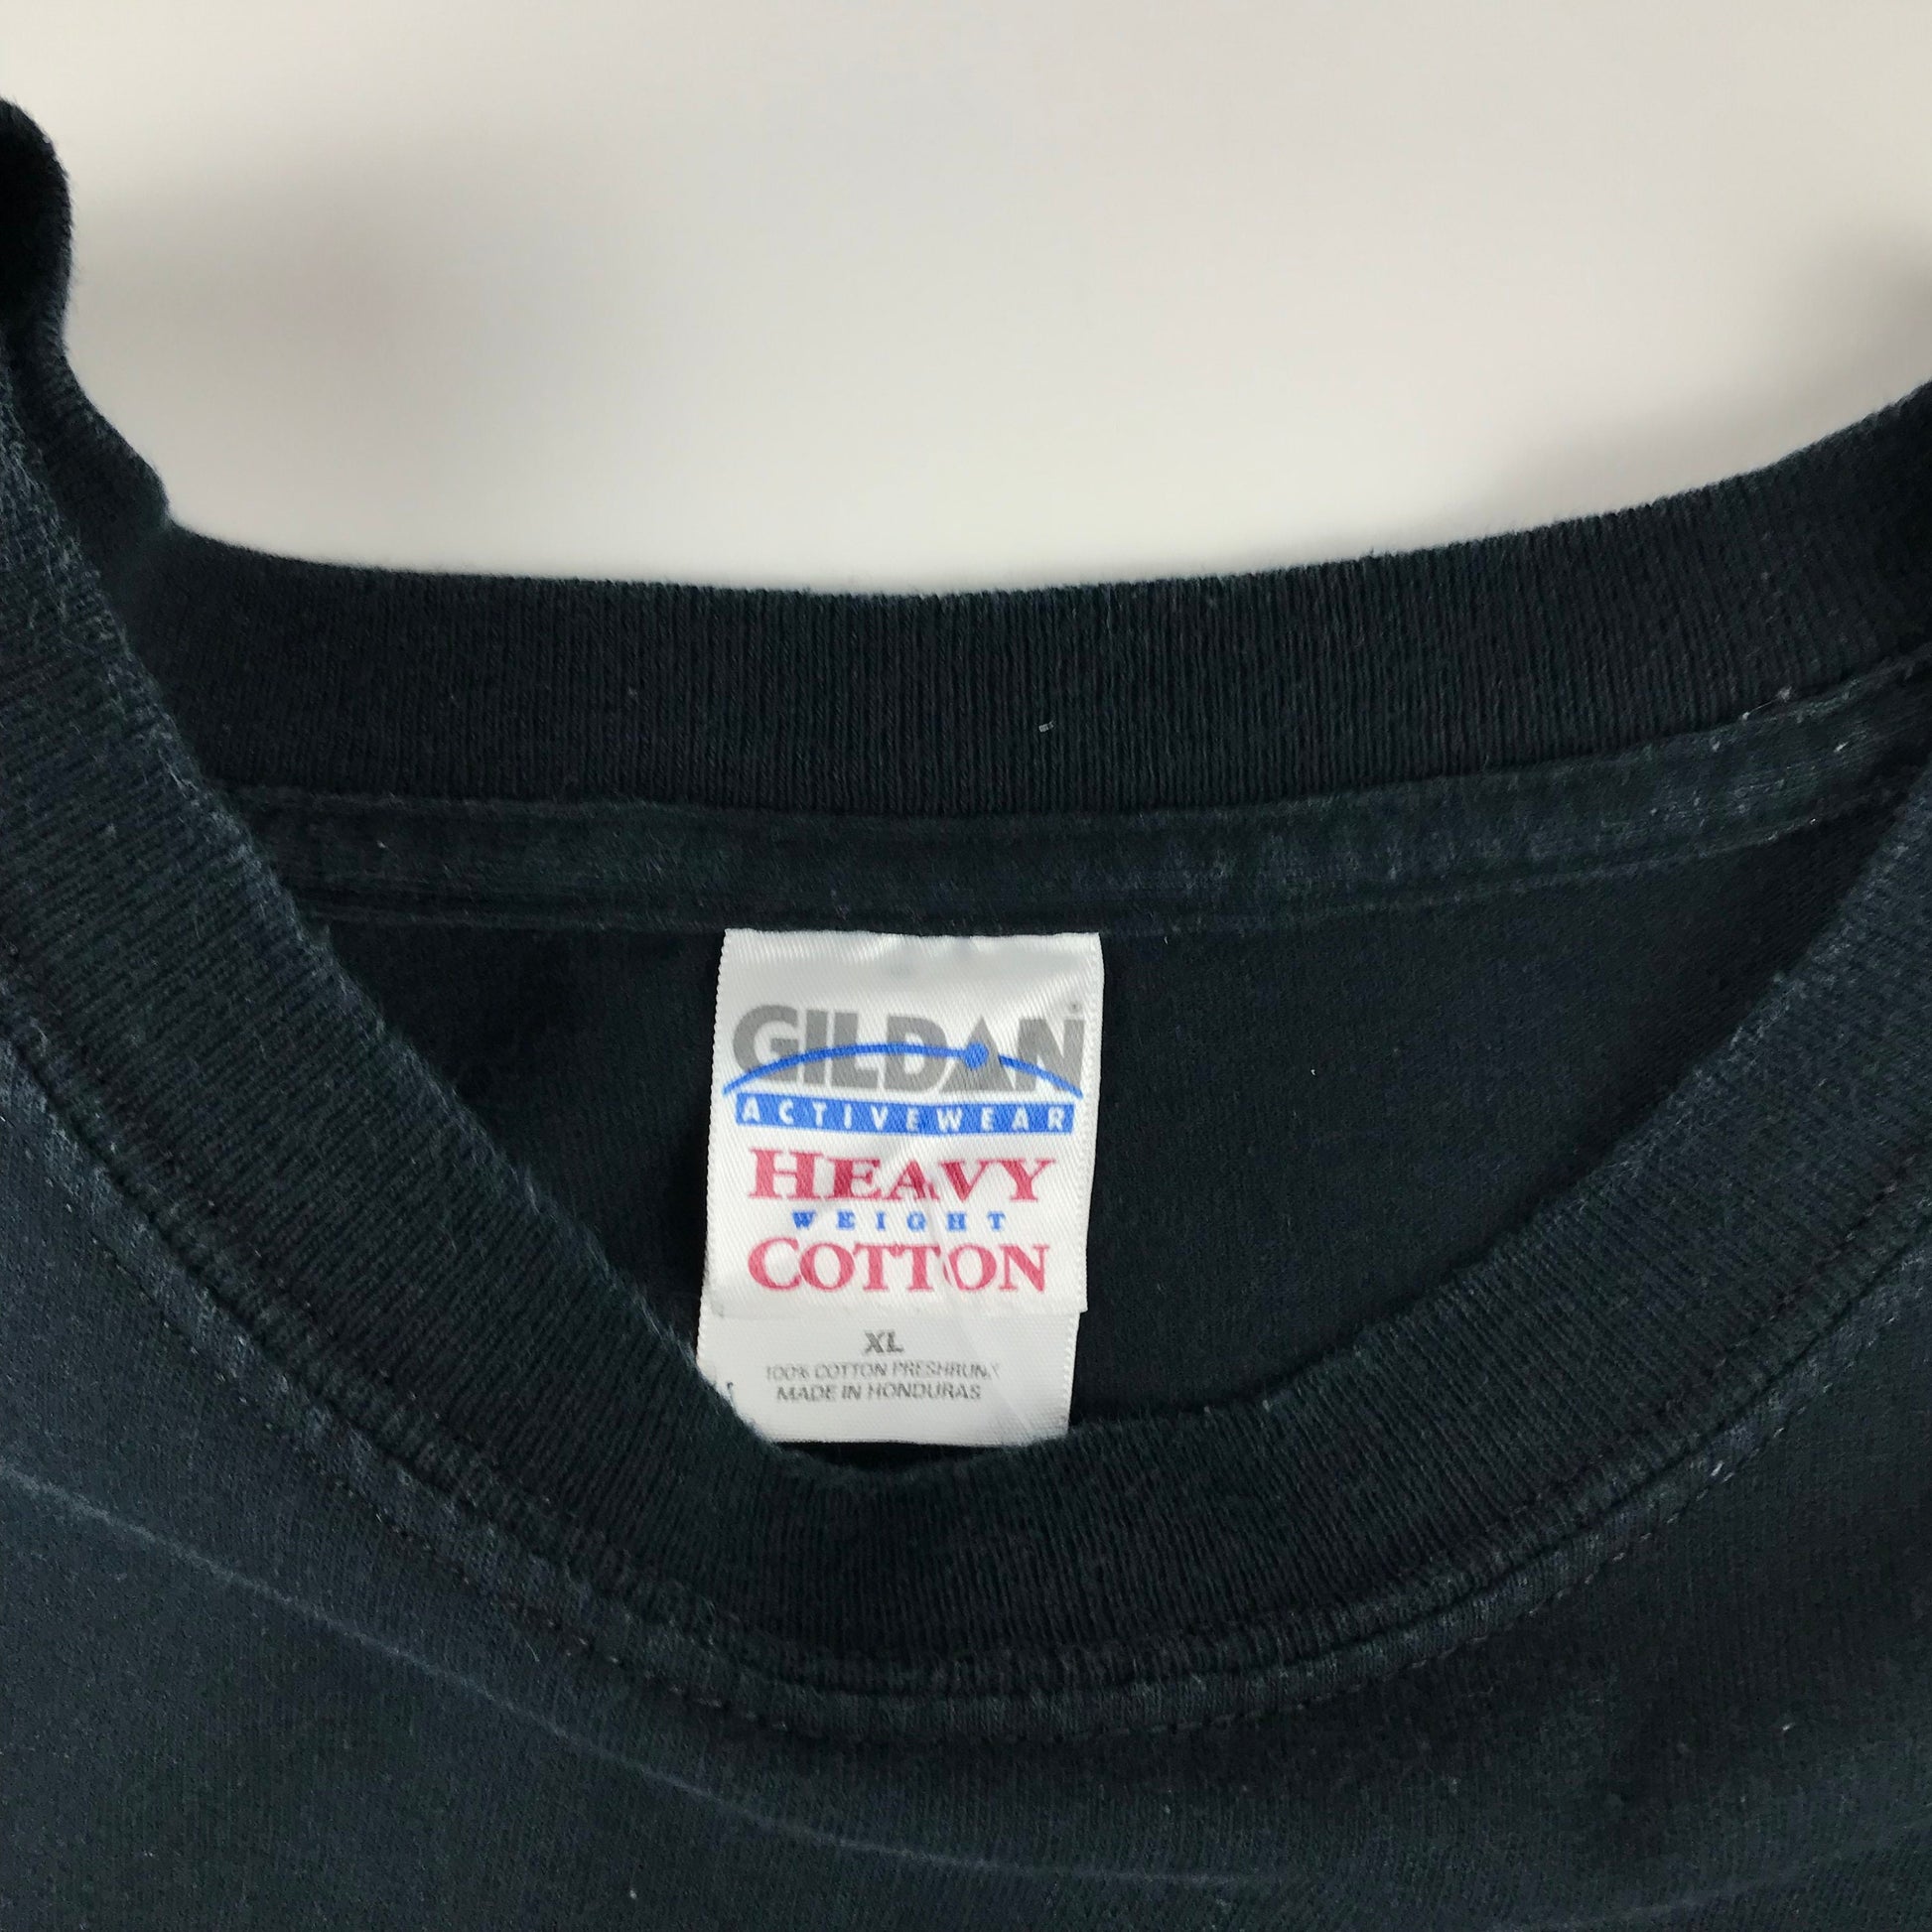 GILDAN®
ACTIVEWEAR
HEAVY
WEIGHT
COTTON
XL
100% COTTON PRESHRUNK
MADE IN HONDURAS